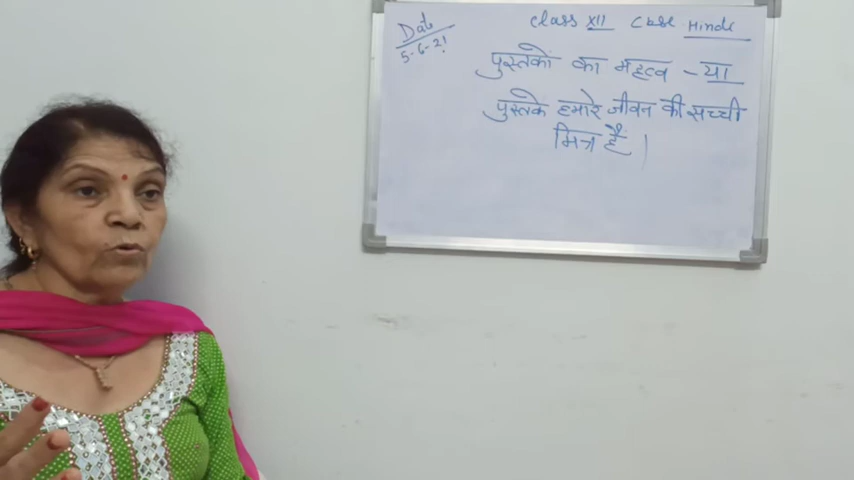 Date
5-6-21
Class XII CBSE Hindi
पुस्तकों का महत्व - या
पुस्तकें हमारे जीवन की सच्ची
मित्र है।